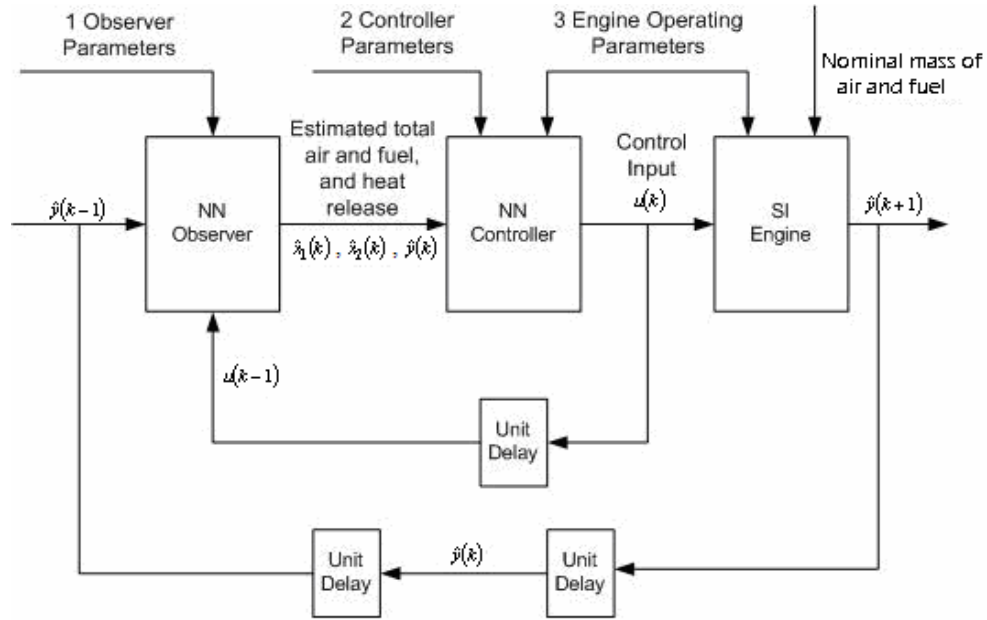 1 Observer
Parameters
2 Controller
Parameters
3 Engine Operating
Parameters
Nominal mass of
air and fuel
Estimated total
air and fuel,
and heat
release
Control
Input
u(k)
ŷ(k−1)
NN
Observer
x̂₁(k) , x̂₂(k) , ŷ(k)
NN
Controller
SI
Engine
ŷ(k+1)
u(k−1)
Unit
Delay
Unit
Delay
ŷ(k)
Unit
Delay